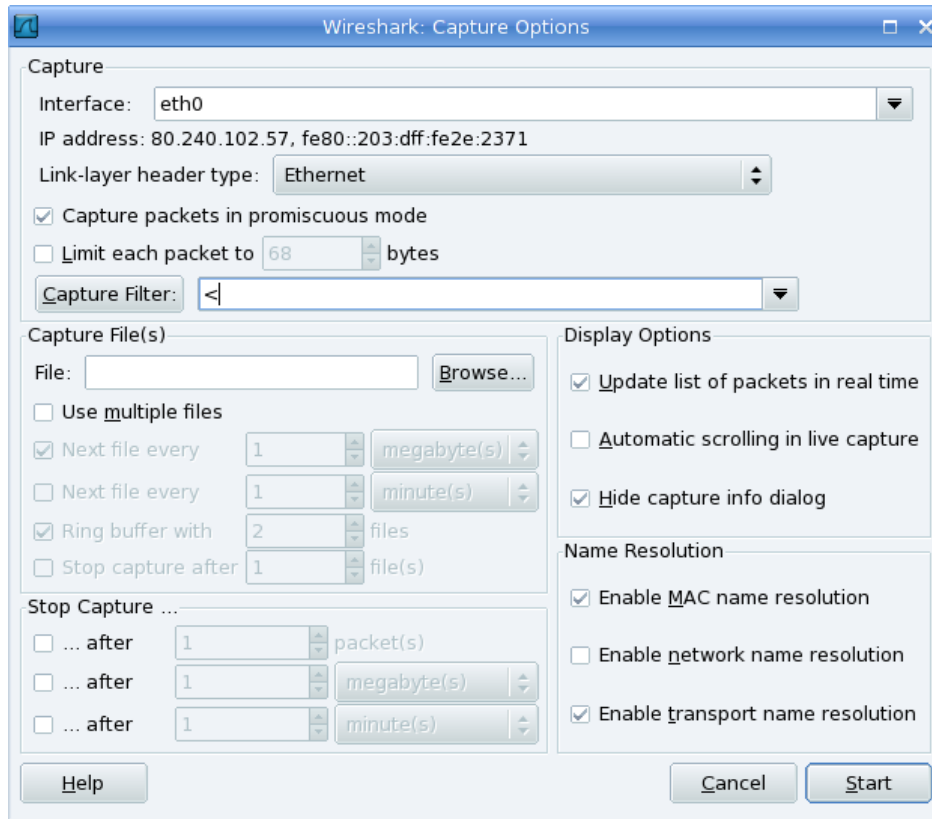 Wireshark: Capture Options
Capture
Interface: eth0
IP address: 80.240.102.57, fe80::203:dff:fe2e:2371
Link-layer header type: Ethernet
Capture packets in promiscuous mode
Limit each packet to 68 bytes
Capture Filter: <
Capture File(s)
File: Browse...
Use multiple files
Next file every 1 megabyte(s)
Next file every 1 minute(s)
Ring buffer with 2 files
Stop capture after 1 file(s)
Stop Capture ...
... after 1 packet(s)
... after 1 megabyte(s)
... after 1 minute(s)
Display Options
Update list of packets in real time
Automatic scrolling in live capture
Hide capture info dialog
Name Resolution
Enable MAC name resolution
Enable network name resolution
Enable transport name resolution
Help Cancel Start